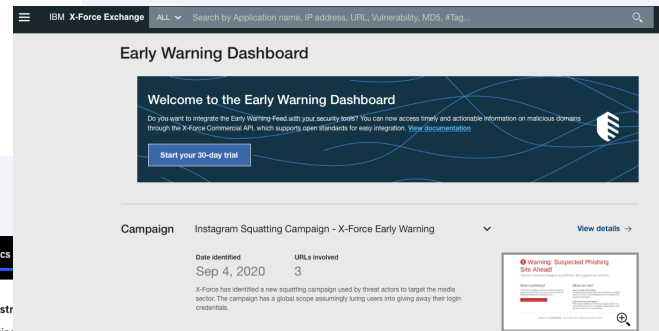 IBM X-Force Exchange ALL Search by Application name, IP address, URL, Vulnerability, MD5, #Tag...
Early Warning Dashboard
Welcome to the Early Warning Dashboard
Do you want to integrate the Early Warning Feed with your security tools? You can now access timely and actionable information on malicious domains
through the X-Force Commercial API, which supports open standards for easy integration. View documentation
Start your 30-day trial
Campaign Instagram Squatting Campaign - X-Force Early Warning View details →
Date identified URLs involved
Sep 4, 2020 3
X-Force has identified a new squatting campaign used by threat actors to target the media
sector. The campaign has a global scope assumingly luring users into giving away their login
credentials.
Warning: Suspected Phishing
Site Ahead!
What is phishing? What can I do?
cs
str